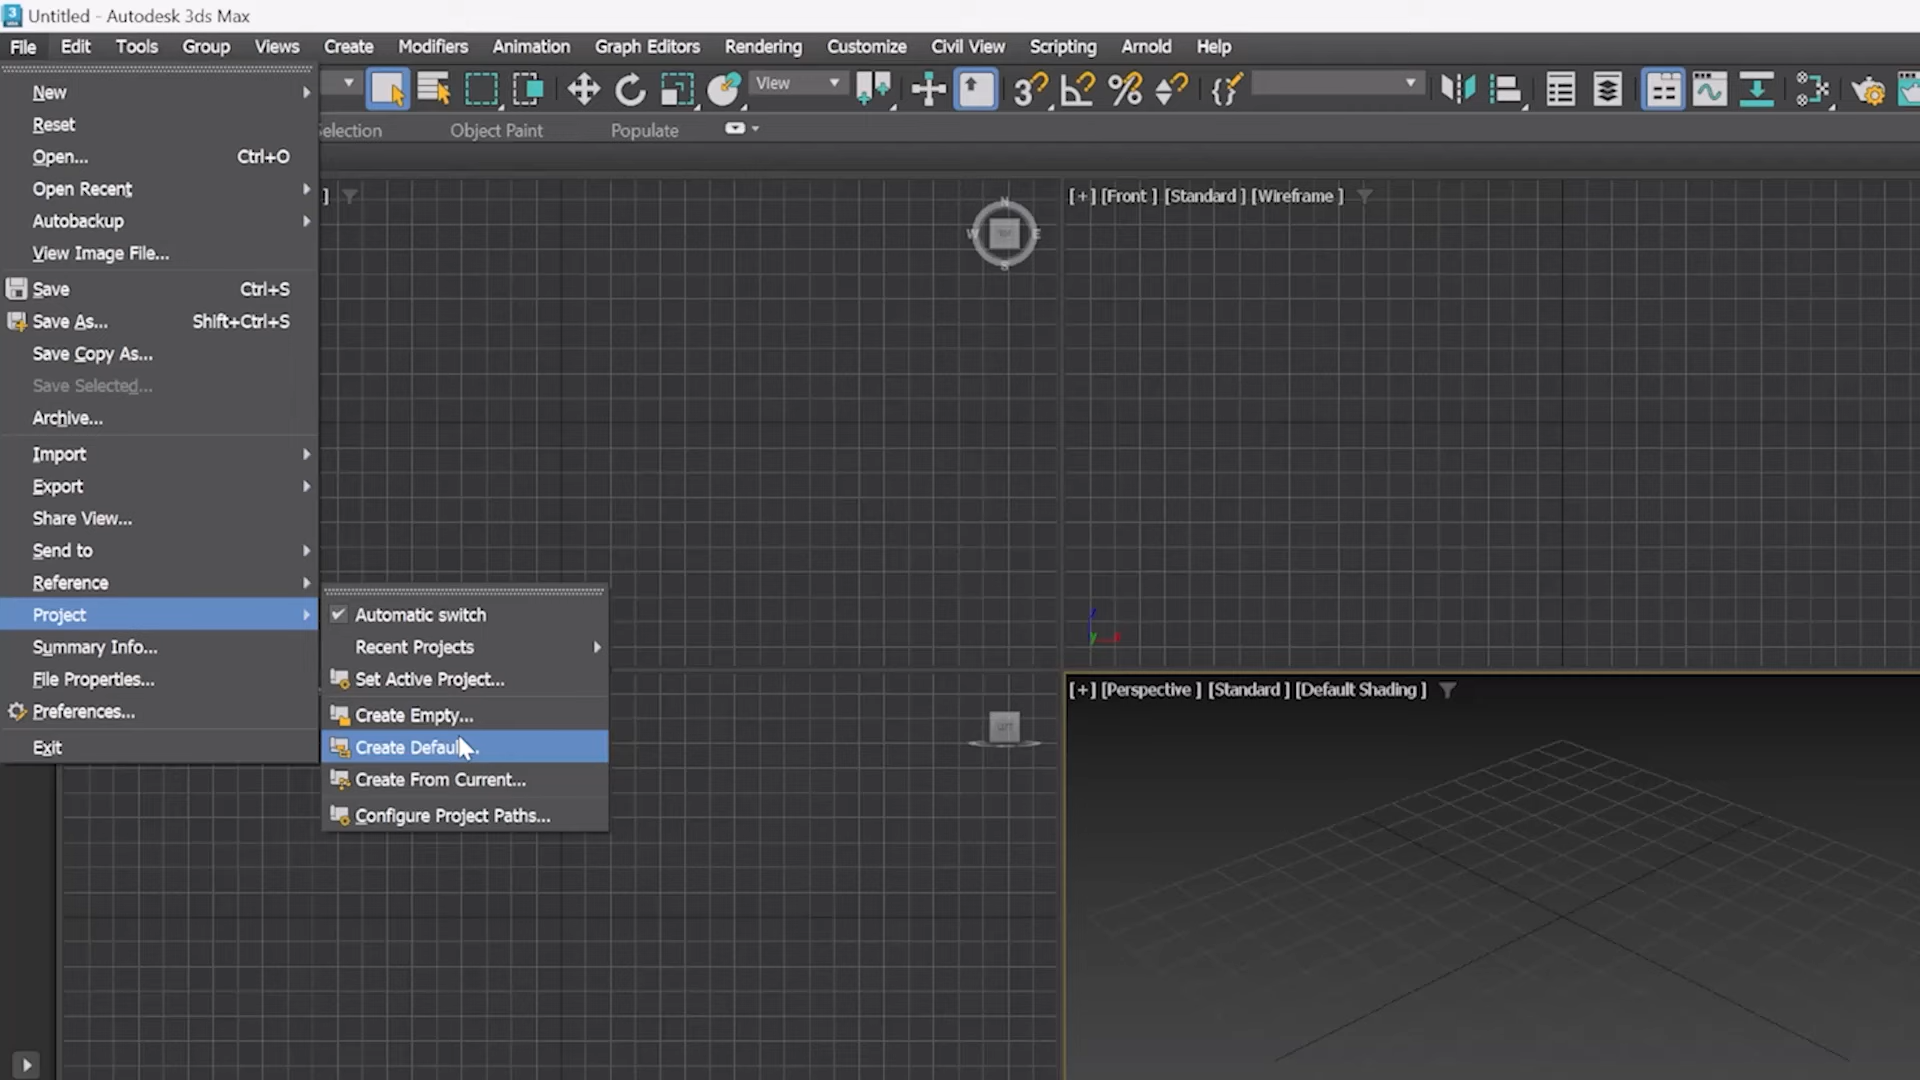 Untitled - Autodesk 3ds Max
File Edit Tools Group Views Create Modifiers Animation Graph Editors Rendering Customize Civil View Scripting Arnold Help
New
Reset
Open... Ctrl+O
Open Recent
Autobackup
View Image File...
Save Ctrl+S
Save As... Shift+Ctrl+S
Save Copy As...
Save Selected...
Archive...
Import
Export
Share View...
Send to
Reference
Project
Summary Info...
File Properties...
Preferences...
Exit
View
election Object Paint Populate
]
N
W E
S
[+] [Front ] [Standard ] [Wireframe ]
y x
Automatic switch
Recent Projects
Set Active Project...
Create Empty...
Create Defaul...
Create From Current...
Configure Project Paths...
[+] [Perspective ] [Standard ] [Default Shading ]